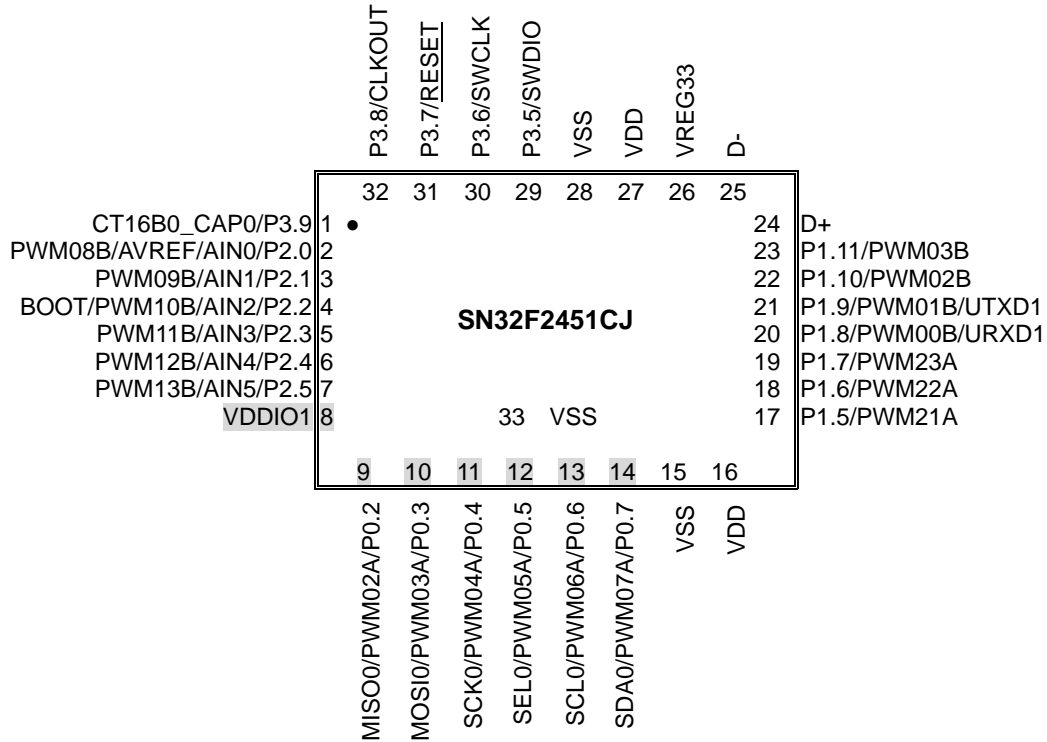 P3.8/CLKOUT
P3.7/RESET
P3.6/SWCLK
P3.5/SWDIO
VSS
VDD
VREG33
D-
32 31 30 29 28 27 26 25
CT16B0_CAP0/P3.9 1 ● 24 D+
PWM08B/AVREF/AIN0/P2.0 2 23 P1.11/PWM03B
PWM09B/AIN1/P2.1 3 22 P1.10/PWM02B
BOOT/PWM10B/AIN2/P2.2 4 21 P1.9/PWM01B/UTXD1
SN32F2451CJ
PWM11B/AIN3/P2.3 5 20 P1.8/PWM00B/URXD1
PWM12B/AIN4/P2.4 6 19 P1.7/PWM23A
PWM13B/AIN5/P2.5 7 18 P1.6/PWM22A
VDDIO1 8 33 VSS 17 P1.5/PWM21A
9 10 11 12 13 14 15 16
MISO0/PWM02A/P0.2
MOSI0/PWM03A/P0.3
SCK0/PWM04A/P0.4
SEL0/PWM05A/P0.5
SCL0/PWM06A/P0.6
SDA0/PWM07A/P0.7
VSS
VDD